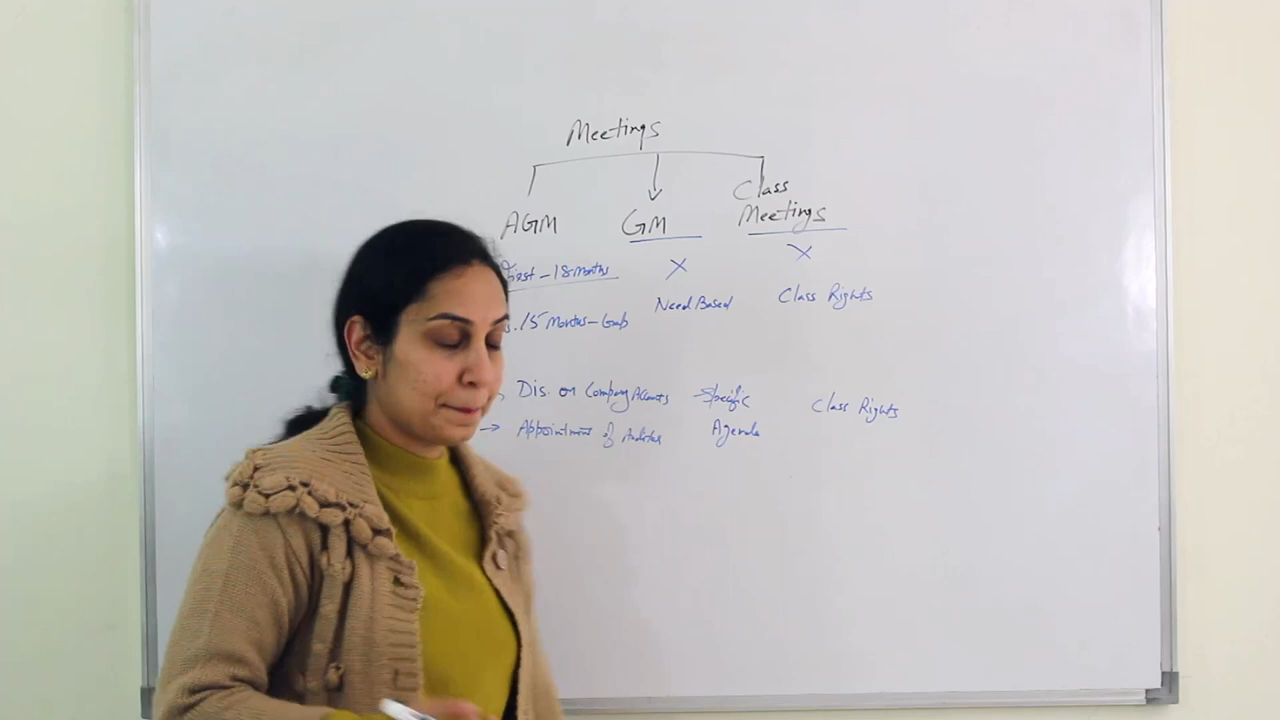 Meetings
AGM GM Class Meetings
First - 18 Months X X
15 Months - Gap Need Based Class Rights
Dis. on Company Accounts Specific Class Rights
→ Appointment of Auditor Agenda